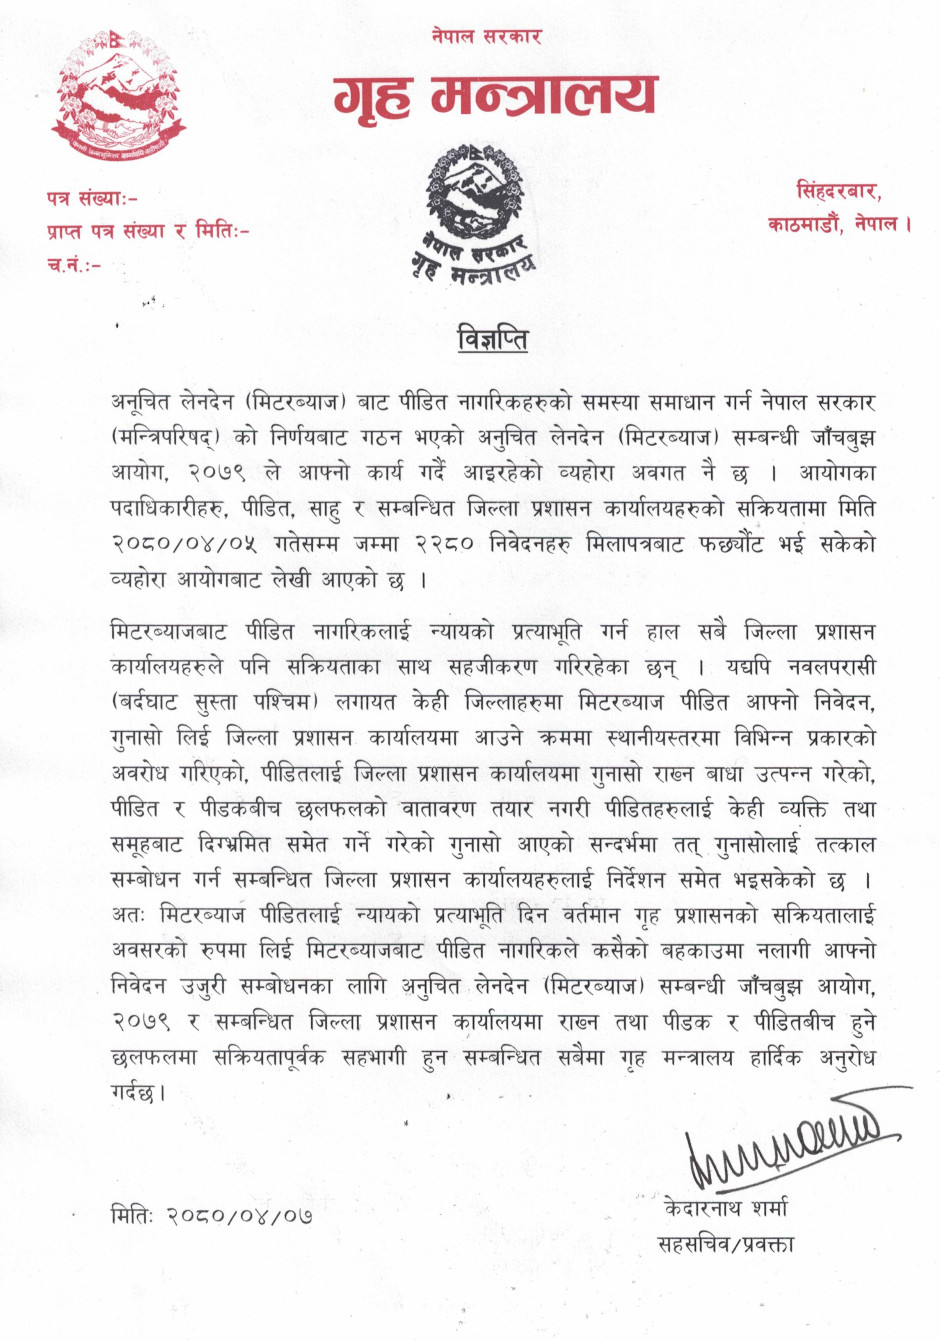 नेपाल सरकार
गृह मन्त्रालय
पत्र संख्याः-
प्राप्त पत्र संख्या र मितिः-
च.नं.ः-
सिंहदरबार,
काठमाडौं, नेपाल ।
नेपाल सरकार
गृह मन्त्रालय
विज्ञप्ति
अनूचित लेनदेन (मिटरब्याज) बाट पीडित नागरिकहरुको समस्या समाधान गर्न नेपाल सरकार
(मन्त्रिपरिषद्) को निर्णयबाट गठन भएको अनुचित लेनदेन (मिटरब्याज) सम्बन्धी जाँचबुझ
आयोग, २०७९ ले आफ्नो कार्य गर्दै आइरहेको व्यहोरा अवगत नै छ । आयोगका
पदाधिकारीहरु, पीडित, साहु र सम्बन्धित जिल्ला प्रशासन कार्यालयहरुको सक्रियतामा मिति
२०८०/०४/०५ गतेसम्म जम्मा २२८० निवेदनहरु मिलापत्रबाट फर्छ्यौट भई सकेको
व्यहोरा आयोगबाट लेखी आएको छ ।
मिटरब्याजबाट पीडित नागरिकलाई न्यायको प्रत्याभूति गर्न हाल सबै जिल्ला प्रशासन
कार्यालयहरुले पनि सक्रियताका साथ सहजीकरण गरिरहेका छन् । यद्यपि नवलपरासी
(बर्दघाट सुस्ता पश्चिम) लगायत केही जिल्लाहरुमा मिटरब्याज पीडित आफ्नो निवेदन,
गुनासो लिई जिल्ला प्रशासन कार्यालयमा आउने क्रममा स्थानीयस्तरमा विभिन्न प्रकारको
अवरोध गरिएको, पीडितलाई जिल्ला प्रशासन कार्यालयमा गुनासो राख्न बाधा उत्पन्न गरेको,
पीडित र पीडकबीच छलफलको वातावरण तयार नगरी पीडितहरुलाई केही व्यक्ति तथा
समूहबाट दिग्भ्रमित समेत गर्ने गरेको गुनासो आएको सन्दर्भमा तत् गुनासोलाई तत्काल
सम्बोधन गर्न सम्बन्धित जिल्ला प्रशासन कार्यालयहरुलाई निर्देशन समेत भइसकेको छ ।
अतः मिटरब्याज पीडितलाई न्यायको प्रत्याभूति दिन वर्तमान गृह प्रशासनको सक्रियतालाई
अवसरको रुपमा लिई मिटरब्याजबाट पीडित नागरिकले कसैको बहकाउमा नलागी आफ्नो
निवेदन उजुरी सम्बोधनका लागि अनुचित लेनदेन (मिटरब्याज) सम्बन्धी जाँचबुझ आयोग,
२०७९ र सम्बन्धित जिल्ला प्रशासन कार्यालयमा राख्न तथा पीडक र पीडितबीच हुने
छलफलमा सक्रियतापूर्वक सहभागी हुन सम्बन्धित सबैमा गृह मन्त्रालय हार्दिक अनुरोध
गर्दछ।
मितिः २०८०/०४/०७
केदारनाथ शर्मा
सहसचिव/प्रवक्ता